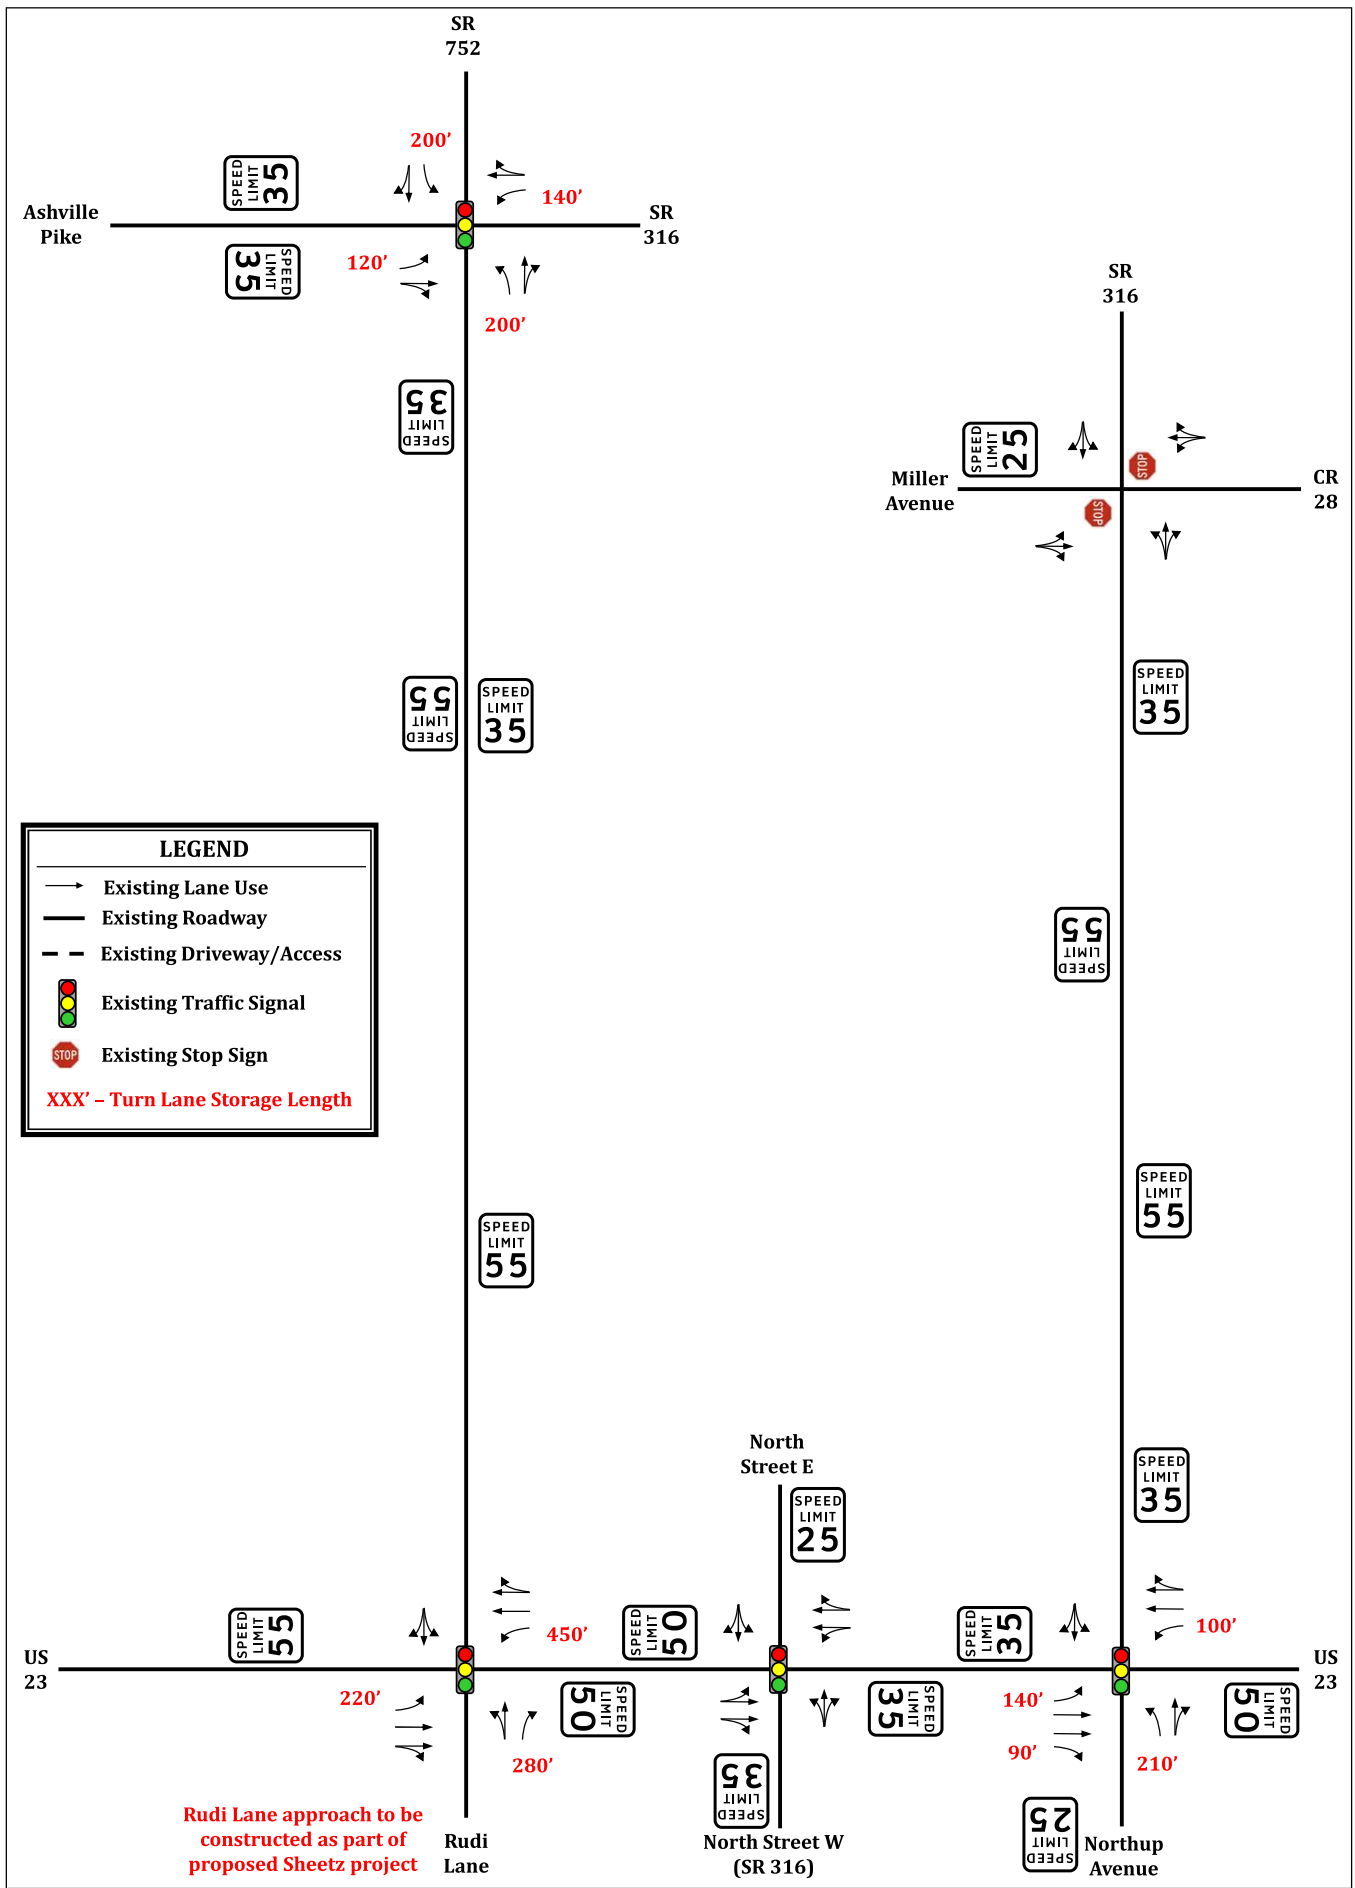 SR
752
200'
SPEED
LIMIT
35
140'
Ashville
Pike
SR
316
SPEED
LIMIT
35
120'
200'
SR
316
SPEED
LIMIT
35
SPEED
LIMIT
25
STOP
Miller
Avenue
CR
28
STOP
SPEED
LIMIT
55
SPEED
LIMIT
35
SPEED
LIMIT
35
LEGEND
Existing Lane Use
Existing Roadway
Existing Driveway/Access
Existing Traffic Signal
STOP
Existing Stop Sign
XXX' – Turn Lane Storage Length
SPEED
LIMIT
55
SPEED
LIMIT
55
SPEED
LIMIT
55
North
Street E
SPEED
LIMIT
25
SPEED
LIMIT
35
SPEED
LIMIT
55
450'
SPEED
LIMIT
50
SPEED
LIMIT
35
100'
US
23
US
23
220'
280'
SPEED
LIMIT
50
SPEED
LIMIT
35
140'
90'
210'
SPEED
LIMIT
50
SPEED
LIMIT
35
SPEED
LIMIT
25
Rudi Lane approach to be
constructed as part of
proposed Sheetz project
Rudi
Lane
North Street W
(SR 316)
Northup
Avenue